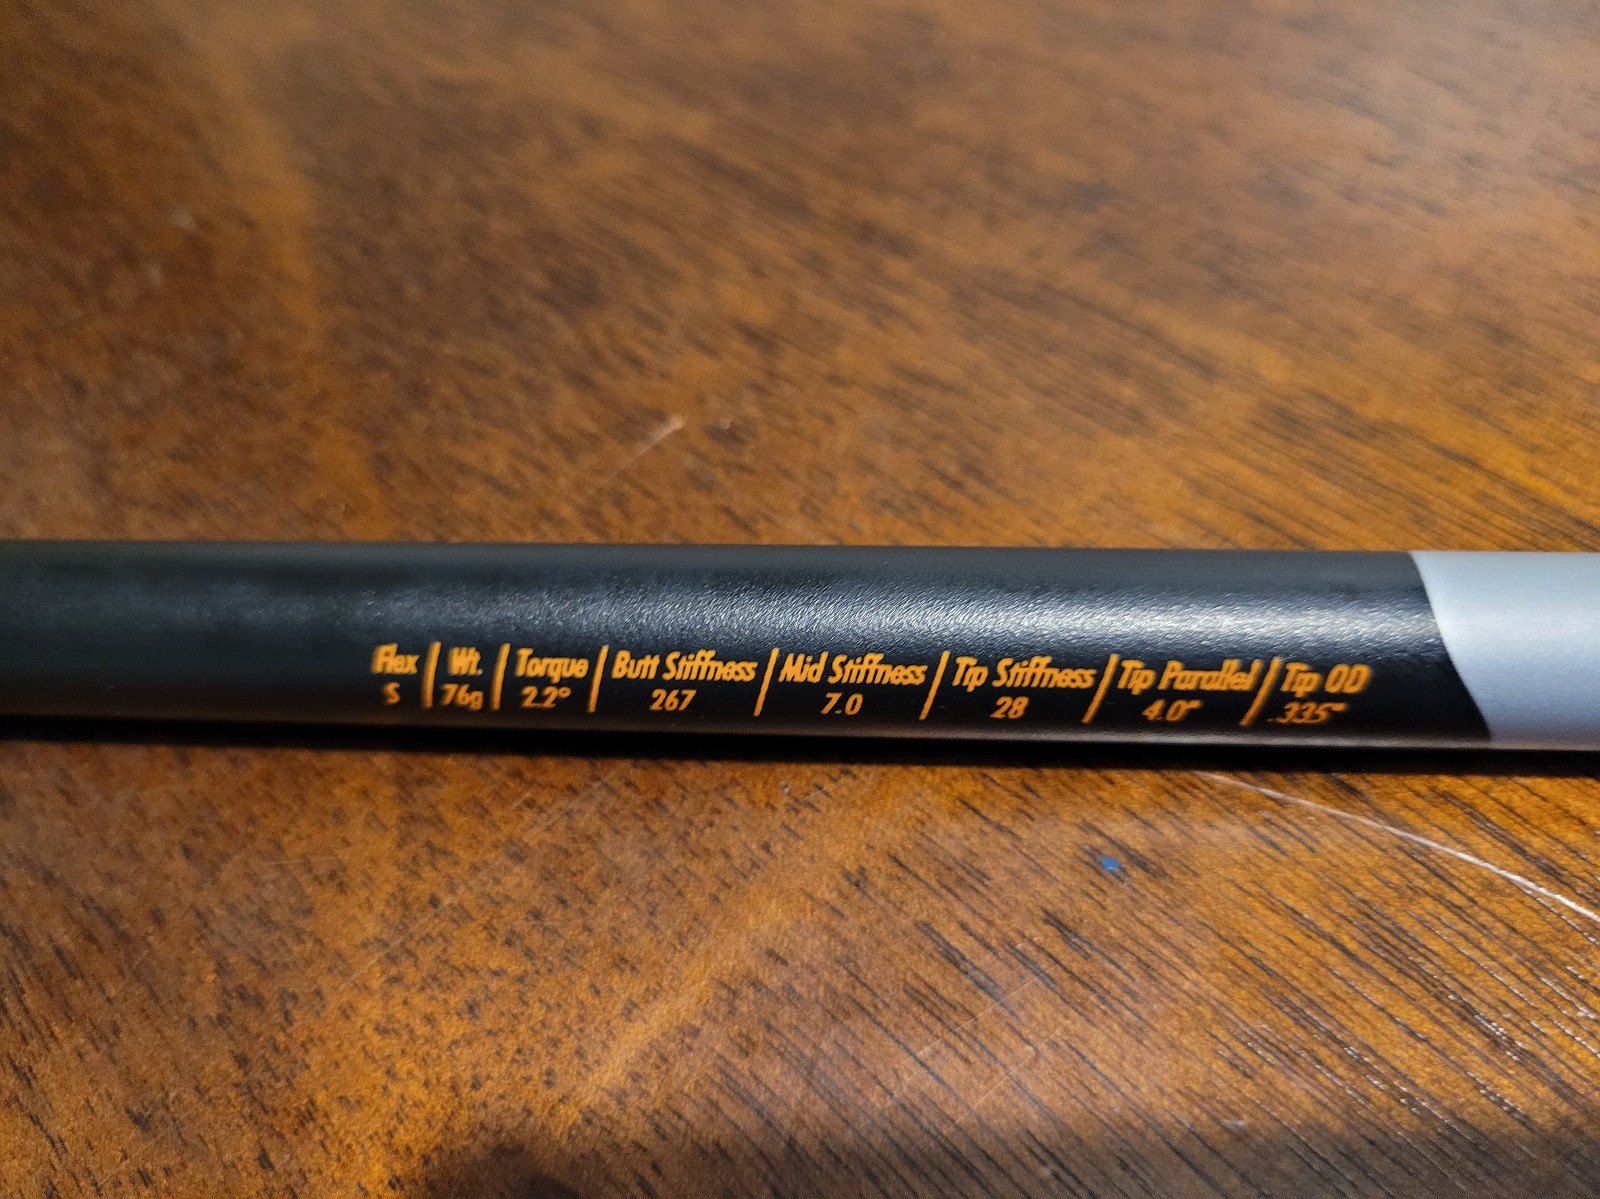 Flex | Wt. | Torque | Butt Stiffness | Mid Stiffness | Tip Stiffness | Tip Parallel | Tip OD
S | 76g | 2.2° | 267 | 7.0 | 28 | 4.0" | .335"